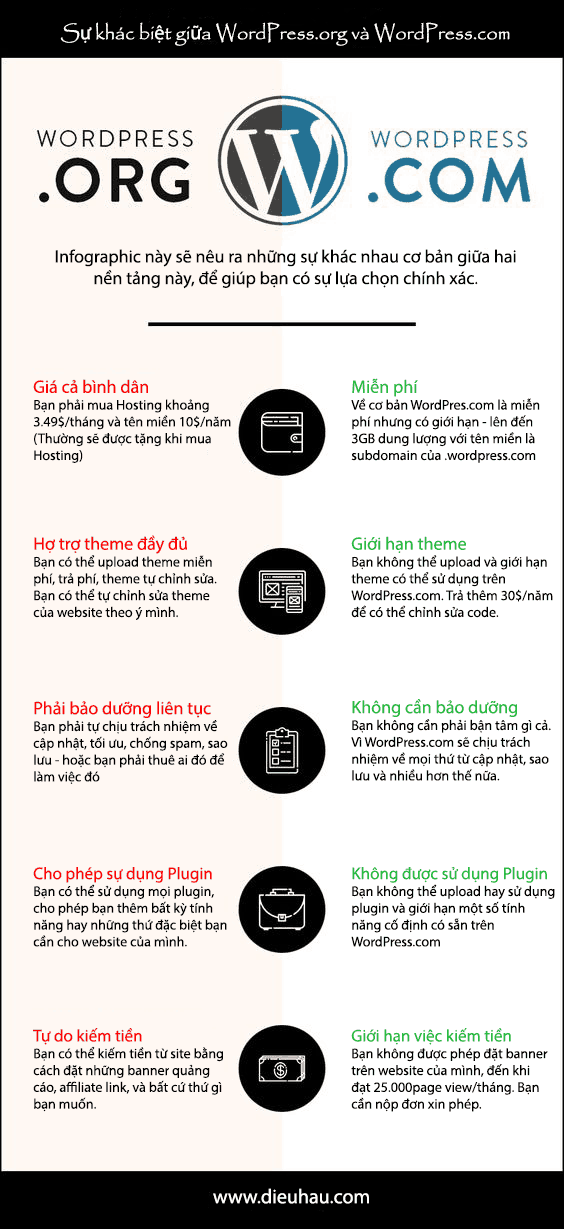 Sự khác biệt giữa WordPress.org và WordPress.com
WORDPRESS
.ORG
W
WORDPRESS
.COM
Infographic này sẽ nêu ra những sự khác nhau cơ bản giữa hai
nền tảng này, để giúp bạn có sự lựa chọn chính xác.
Giá cả bình dân
Bạn phải mua Hosting khoảng
3.49$/tháng và tên miền 10$/năm
(Thường sẽ được tặng khi mua
Hosting)
Miễn phí
Về cơ bản WordPres.com là miễn
phí nhưng có giới hạn - lên đến
3GB dung lượng với tên miền là
subdomain của .wordpress.com
Hợ trợ theme đầy đủ
Bạn có thể upload theme miễn
phí, trả phí, theme tự chỉnh sửa.
Bạn có thể tự chỉnh sửa theme
của website theo ý mình.
Giới hạn theme
Bạn không thể upload và giới hạn
theme có thể sử dụng trên
WordPress.com. Trả thêm 30$/năm
để có thể chỉnh sửa code.
Phải bảo dưỡng liên tục
Bạn phải tự chịu trách nhiệm về
cập nhật, tối ưu, chống spam, sao
lưu - hoặc bạn phải thuê ai đó để
làm việc đó
Không cần bảo dưỡng
Bạn không cần phải bận tâm gì cả.
Vì WordPress.com sẽ chịu trách
nhiệm về mọi thứ từ cập nhật, sao
lưu và nhiều hơn thế nữa.
Cho phép sự dụng Plugin
Bạn có thể sử dụng mọi plugin,
cho phép bạn thêm bất kỳ tính
năng hay những thứ đặc biệt bạn
cần cho website của mình.
Không được sử dụng Plugin
Bạn không thể upload hay sử dụng
plugin và giới hạn một số tính
năng cố định có sẵn trên
WordPress.com
Tự do kiếm tiền
Bạn có thể kiếm tiền từ site bằng
cách đặt những banner quảng
cáo, affiliate link, và bất cứ thứ gì
bạn muốn.
Giới hạn việc kiếm tiền
Bạn không được phép đặt banner
trên website của mình, đến khi
đạt 25.000page view/tháng. Bạn
cần nộp đơn xin phép.
www.dieuhau.com